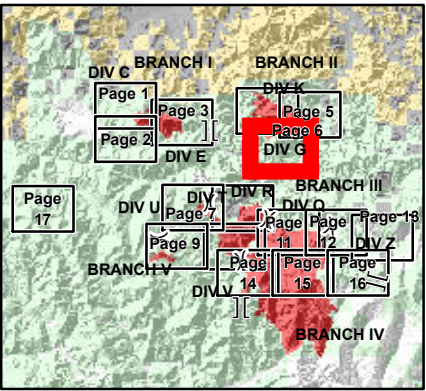 BRANCH I
BRANCH II
DIV C
DIV K
Page 1
Page 3
Page 5
Page 6
Page 2
DIV G
DIV E
BRANCH III
DIV R
Page
17
DIV U
Page 7
DIV O
Page
11
Page
12
Page 13
Page 9
DIV Z
BRANCH V
Page
14
Page
15
Page
16
DIV V
BRANCH IV